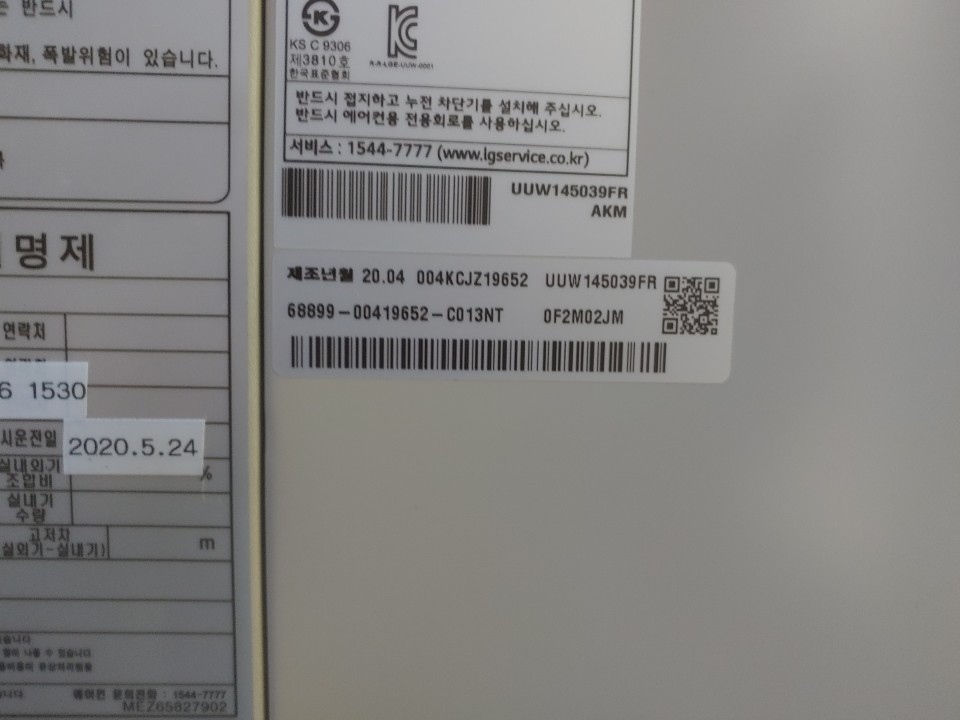 는 반드시
화재, 폭발위험이 있습니다.
명제
연락처
6 1530
시운전일
2020.5.24
실내외기
조합비
%
실내기
수량
고저차
(실외기-실내기)
m
에어컨 문의전화 : 1544-7777
MEZ65827902
KS C 9306
제3810호
한국표준협회
R-R-LGE-UUW-0001
반드시 접지하고 누전 차단기를 설치해 주십시오.
반드시 에어컨용 전용회로를 사용하십시오.
서비스 : 1544-7777 (www.lgservice.co.kr)
UUW145039FR
AKM
제조년월 20.04 004KCJZ19652 UUW145039FR
68899-00419652-C013NT 0F2M02JM